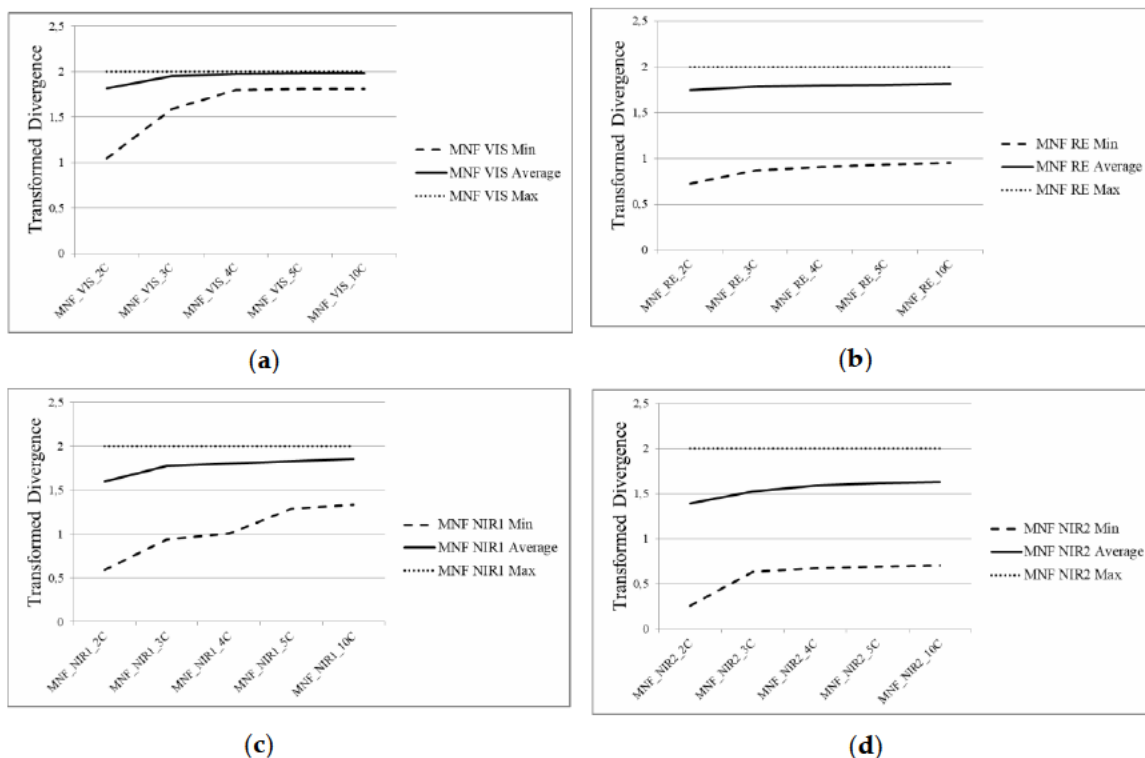 2,5
2
1,5
1
0,5
0
Transformed Divergence
MNF_VIS_2C
MNF_VIS_3C
MNF_VIS_4C
MNF_VIS_5C
MNF_VIS_10C
MNF VIS Min
MNF VIS Average
MNF VIS Max
(a)
2,5
2
1,5
1
0,5
0
Transformed Divergence
MNF_RE_2C
MNF_RE_3C
MNF_RE_4C
MNF_RE_5C
MNF_RE_10C
MNF RE Min
MNF RE Average
MNF RE Max
(b)
2,5
2
1,5
1
0,5
0
Transformed Divergence
MNF_NIR1_2C
MNF_NIR1_3C
MNF_NIR1_4C
MNF_NIR1_5C
MNF_NIR1_10C
MNF NIR1 Min
MNF NIR1 Average
MNF NIR1 Max
(c)
2,5
2
1,5
1
0,5
0
Transformed Divergence
MNF_NIR2_2C
MNF_NIR2_3C
MNF_NIR2_4C
MNF_NIR2_5C
MNF_NIR2_10C
MNF NIR2 Min
MNF NIR2 Average
MNF NIR2 Max
(d)